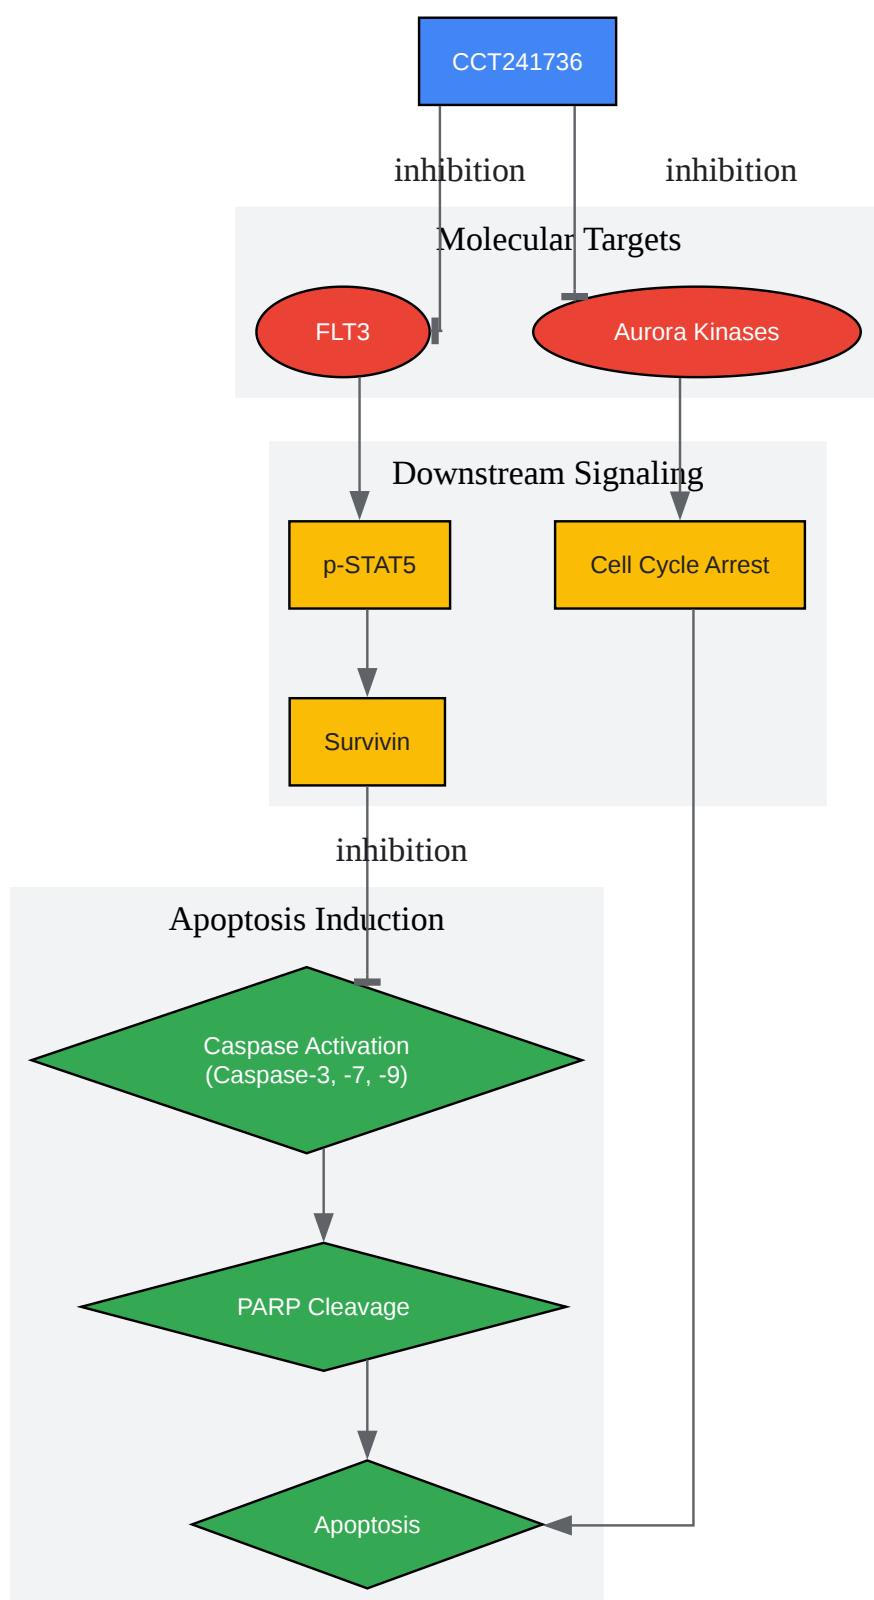 CCT241736
inhibition
inhibition
Molecular Targets
FLT3
Aurora Kinases
Downstream Signaling
p-STAT5
Cell Cycle Arrest
Survivin
inhibition
Apoptosis Induction
Caspase Activation
(Caspase-3, -7, -9)
PARP Cleavage
Apoptosis